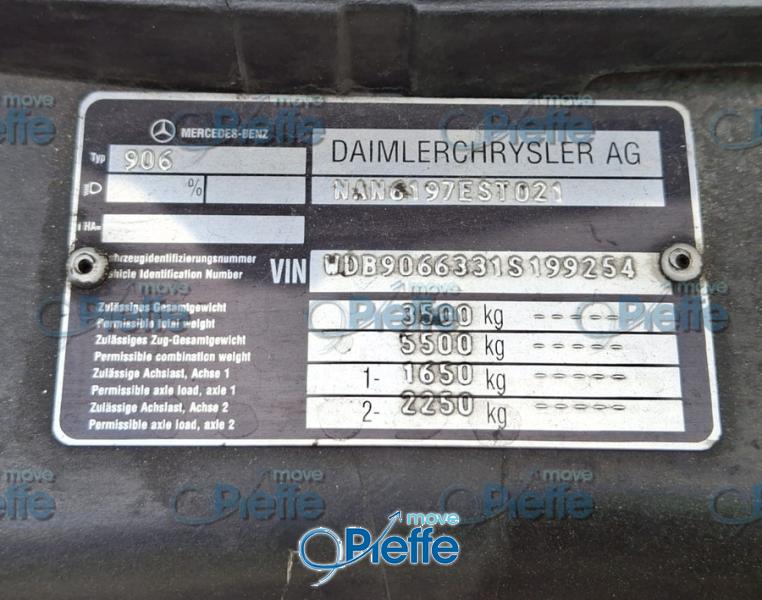 MERCEDES-BENZ
Typ 906
DAIMLERCHRYSLER AG
%
NAN6197EST021
HA=
Fahrzeugidentifizierungsnummer
Vehicle Identification Number
VIN WDB9066331S199254
Zulässiges Gesamtgewicht
Permissible total weight
3500 kg -----
Zulässiges Zug-Gesamtgewicht
Permissible combination weight
5500 kg -----
Zulässige Achslast, Achse 1
Permissible axle load, axle 1
1- 1650 kg -----
Zulässige Achslast, Achse 2
Permissible axle load, axle 2
2- 2250 kg -----
move
Pieffe